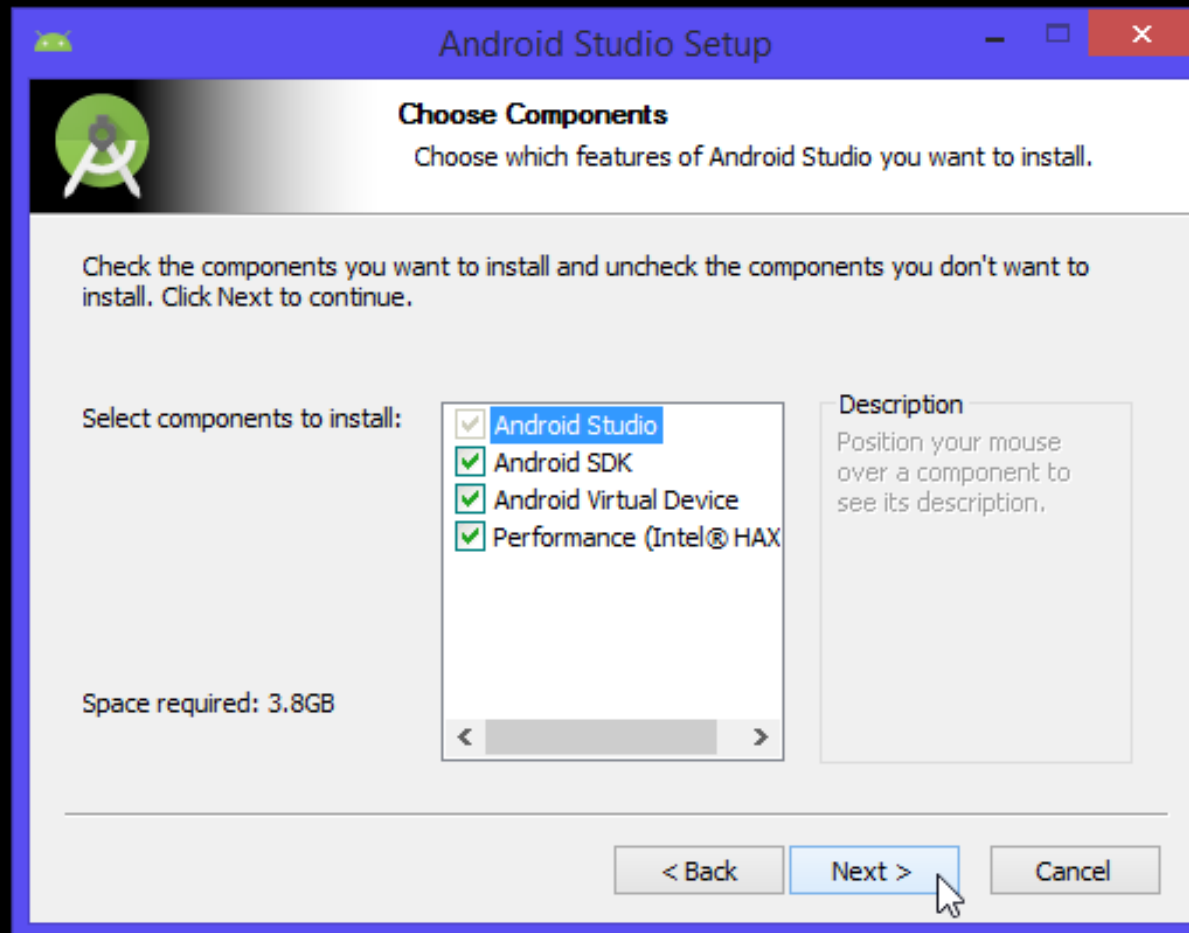 Android Studio Setup
Choose Components
Choose which features of Android Studio you want to install.
Check the components you want to install and uncheck the components you don't want to
install. Click Next to continue.
Select components to install:
Android Studio
Android SDK
Android Virtual Device
Performance (Intel® HAX
Description
Position your mouse
over a component to
see its description.
Space required: 3.8GB
< Back
Next >
Cancel